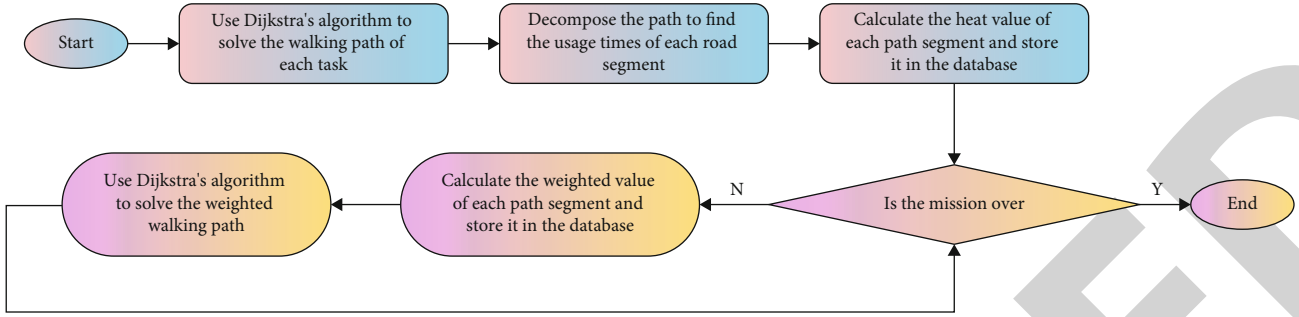 Start
Use Dijkstra's algorithm to
solve the walking path of
each task
Decompose the path to find
the usage times of each road
segment
Calculate the heat value of
each path segment and store
it in the database
Use Dijkstra's algorithm
to solve the weighted
walking path
Calculate the weighted value
of each path segment and
store it in the database
N
Is the mission over
Y
End